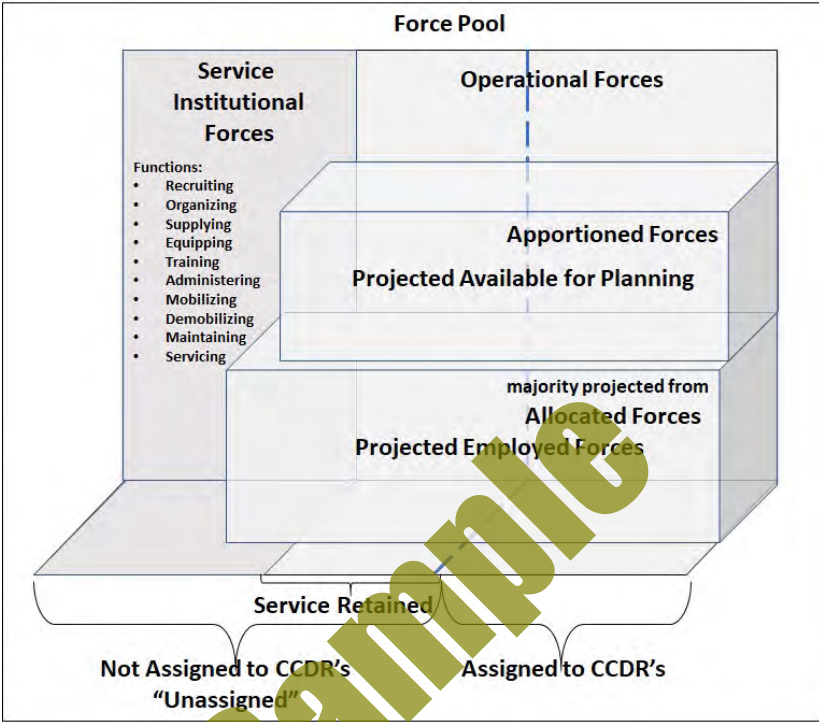 Force Pool
Service
Institutional
Forces
Operational Forces
Functions:
• Recruiting
• Organizing
• Supplying
• Equipping
• Training
• Administering
• Mobilizing
• Demobilizing
• Maintaining
• Servicing
Apportioned Forces
Projected Available for Planning
majority projected from
Allocated Forces
Projected Employed Forces
Service Retained
Not Assigned to CCDR's
"Unassigned"
Assigned to CCDR's
Sample